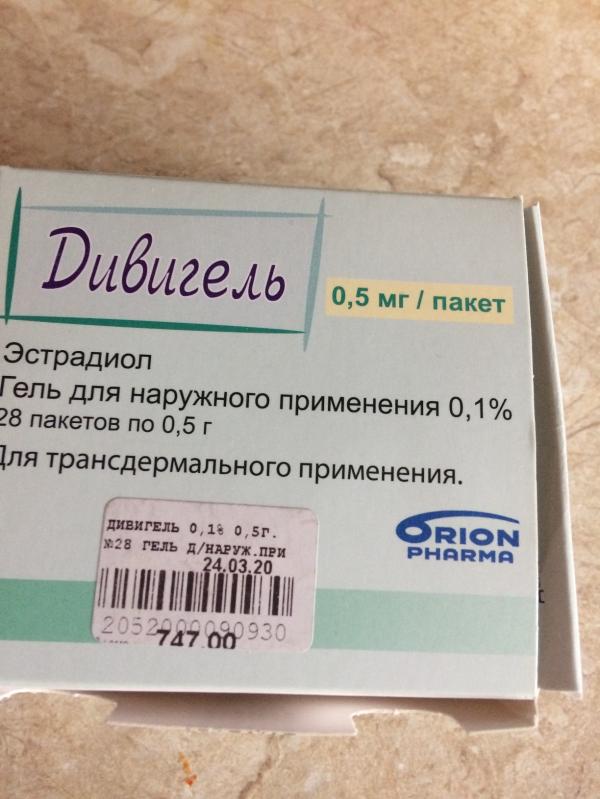 Дивигель
0,5 мг / пакет
Эстрадиол
Гель для наружного применения 0,1%
28 пакетов по 0,5 г
Для трансдермального применения.
ORION
PHARMA
ДИВИГЕЛЬ 0,1% 0,5Г.
№28 ГЕЛЬ Д/НАРУЖ.ПРИ
24.03.20
2052000090930
747.00